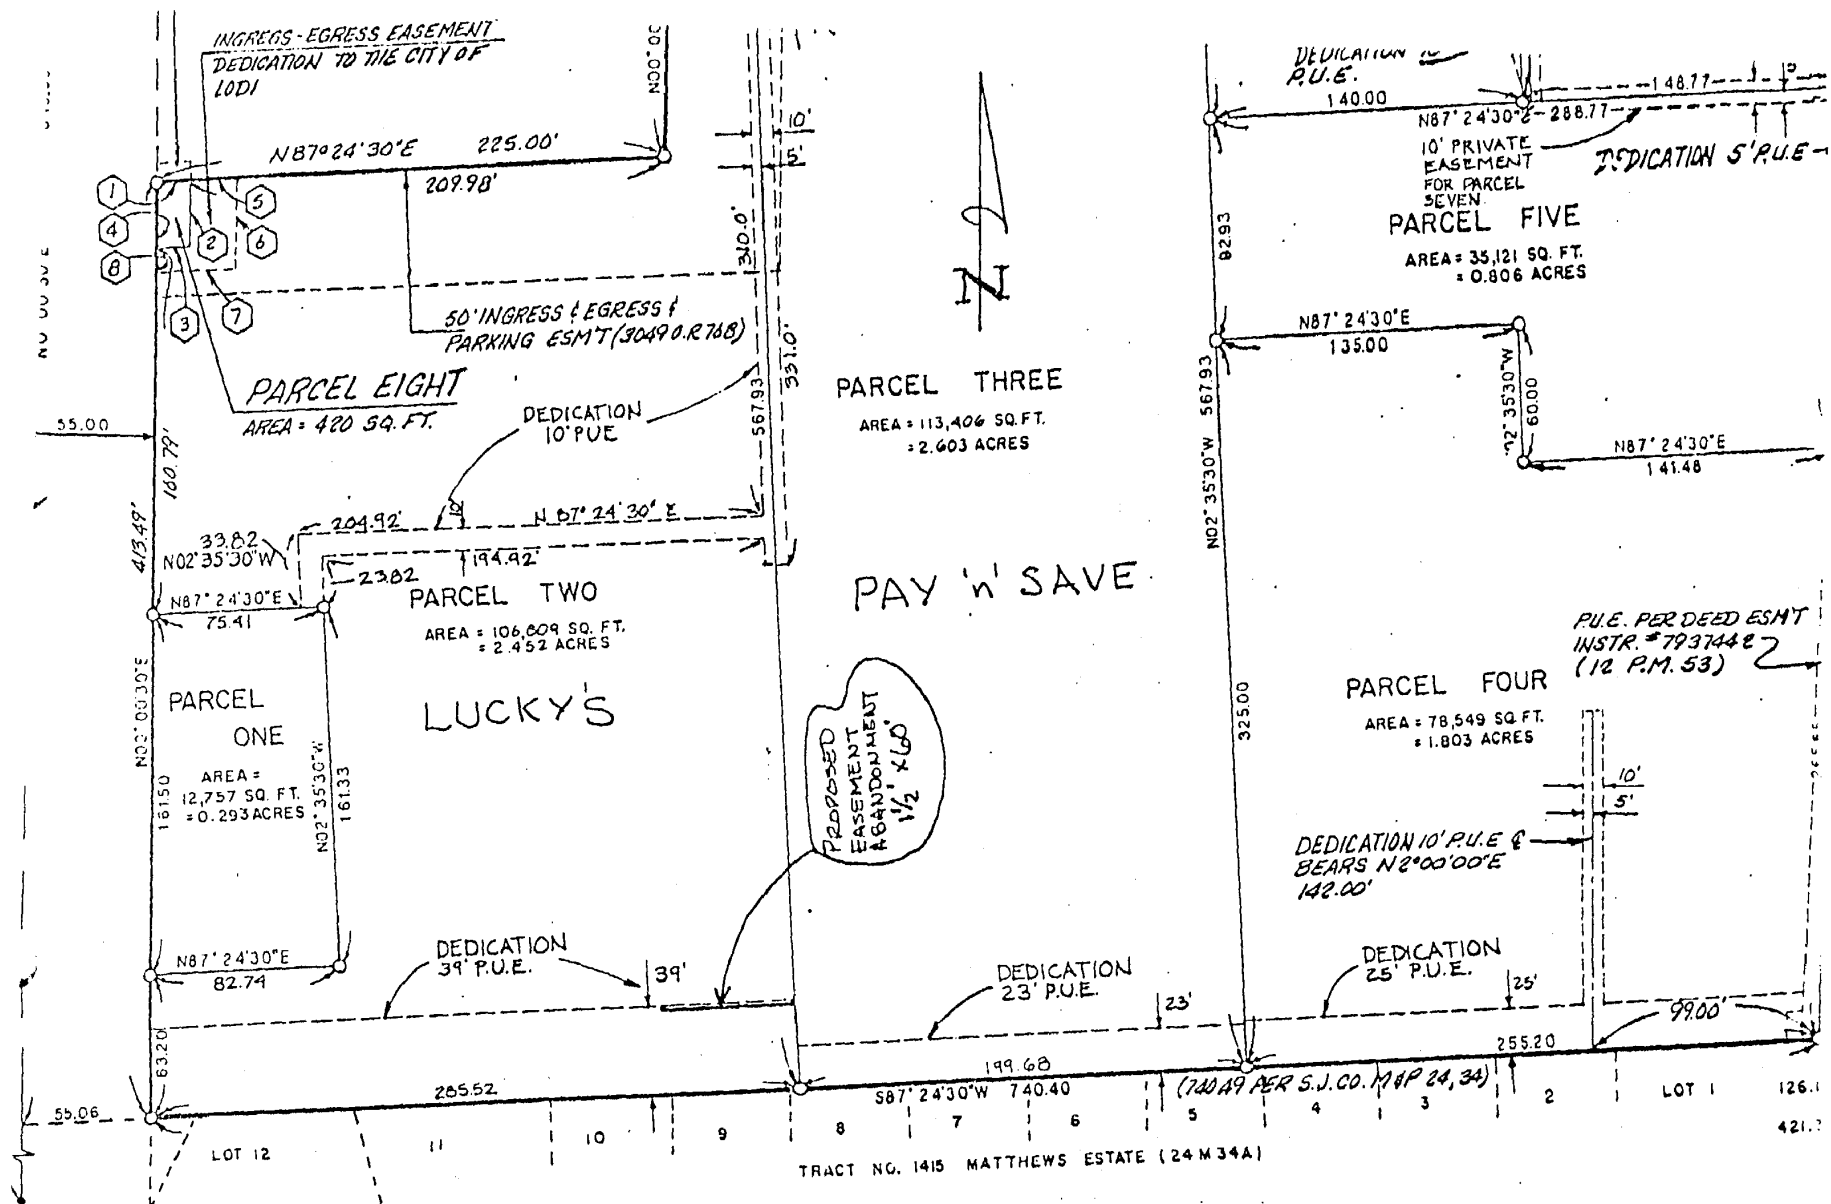 INGRESS-EGRESS EASEMENT
DEDICATION TO THE CITY OF
LODI
N87°24'30"E 225.00'
209.98'
1
4
8
5
2
6
3
7
10'
5'
310.0'
50' INGRESS & EGRESS &
PARKING ESM'T (3049 O.R. 768)
PARCEL EIGHT
AREA = 420 SQ. FT.
55.00
160.79'
413.49'
DEDICATION
10' PUE
567.93
331.0'
N
PARCEL THREE
AREA = 113,406 SQ. FT.
= 2.603 ACRES
DEDICATION
P.U.E.
140.00
148.77
N87°24'30"E 288.77
10' PRIVATE
EASEMENT
FOR PARCEL
SEVEN
DEDICATION 5' P.U.E
PARCEL FIVE
AREA = 35,121 SQ. FT.
= 0.806 ACRES
82.93
N87°24'30"E
135.00
60.00
N02°35'30"W 567.93
N87°24'30"E
141.48
204.92'
10'
N 87°24'30" E
33.82
N02°35'30"W
194.92'
23.82
N87°24'30"E
75.41
PARCEL TWO
AREA = 106,809 SQ. FT.
= 2.452 ACRES
PAY 'n' SAVE
P.U.E. PER DEED ESMT
INSTR. #7937442
(12 P.M. 53)
PARCEL
ONE
AREA =
12,757 SQ. FT.
= 0.293 ACRES
N02°00'30"E
161.50
N02°35'30"W
161.33
LUCKY'S
PROPOSED
EASEMENT
ABANDONMENT
1 1/2' x 60'
325.00
PARCEL FOUR
AREA = 78,549 SQ. FT.
= 1.803 ACRES
10'
5'
DEDICATION 10' P.U.E ℄
BEARS N 2°00'00"E
142.00'
N87°24'30"E
82.74
DEDICATION
39' P.U.E.
39'
DEDICATION
23' P.U.E.
23'
DEDICATION
25' P.U.E.
25'
99.00'
63.20
285.52
199.68
255.20
S87°24'30"W 740.40
(740.49 PER S.J. CO. MAP 24, 34)
55.06
LOT 12
11
10
9
8
7
6
5
4
3
2
LOT 1
126.1
421.
TRACT NO. 1415 MATTHEWS ESTATE (24 M 34A)